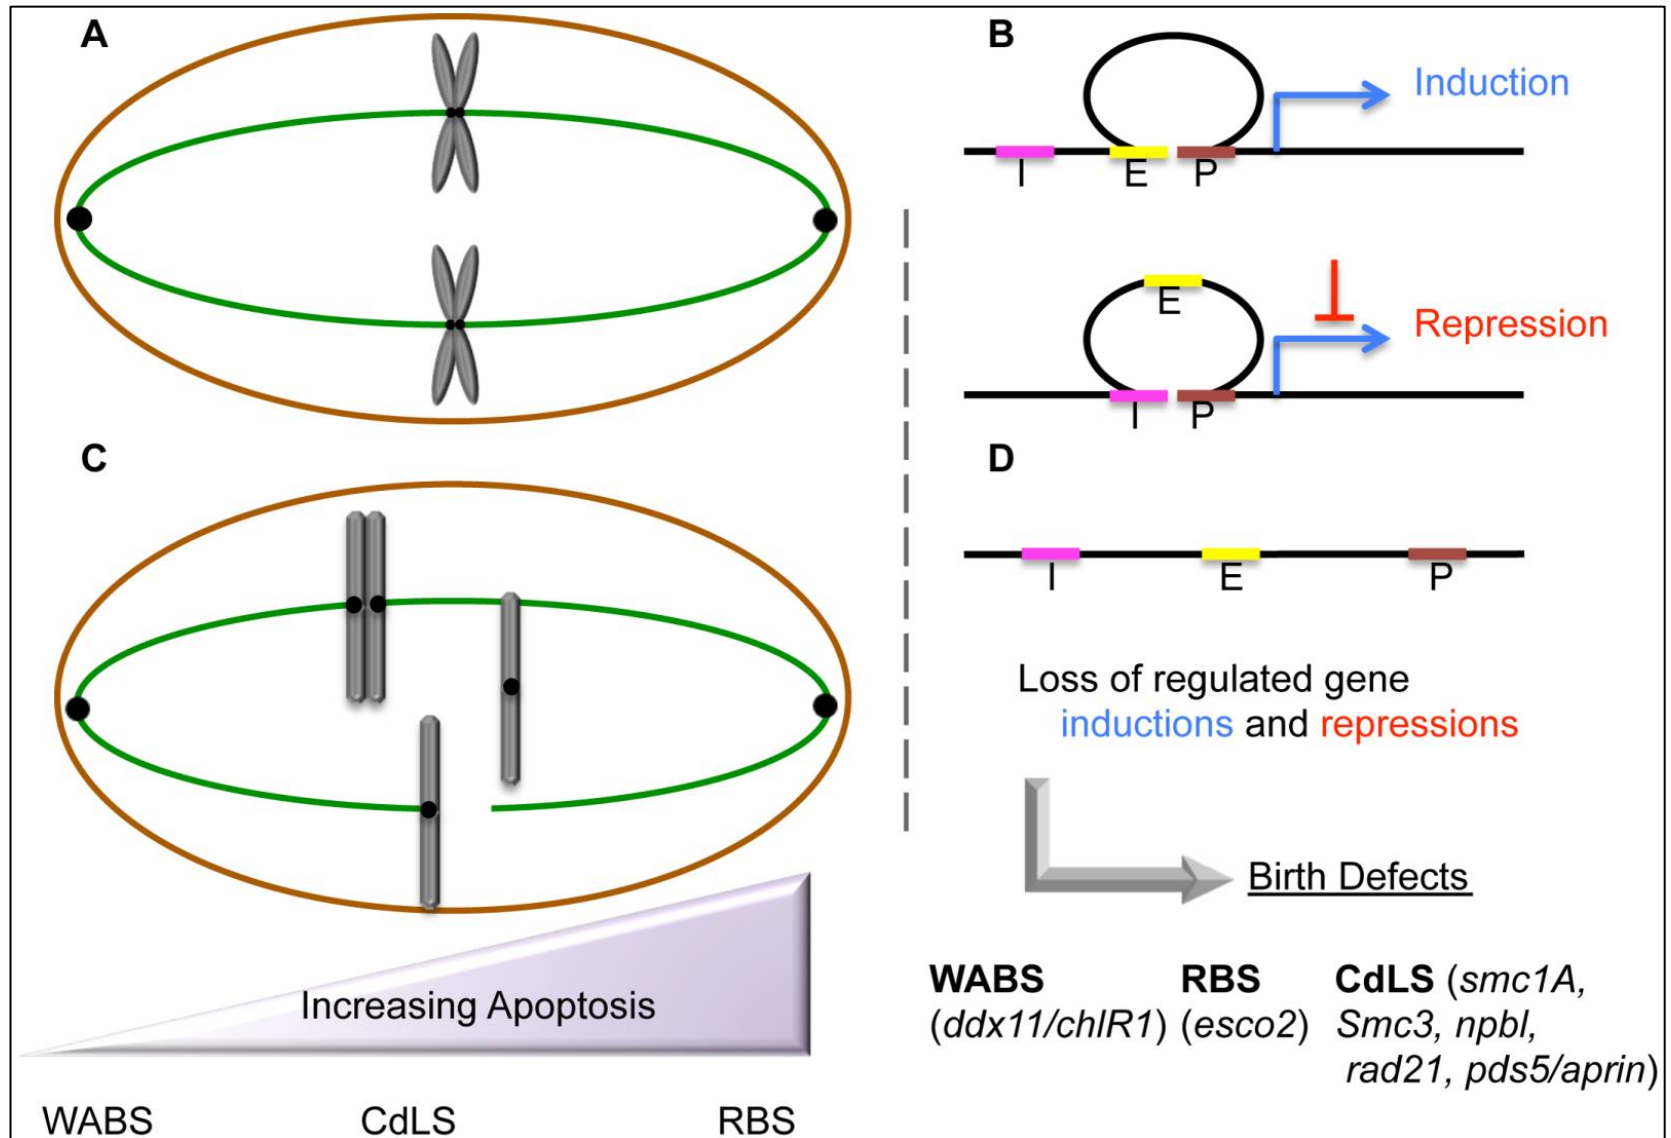 A
B
Induction
I
E
P
E
Repression
I
P
C
D
I
E
P
Loss of regulated gene
inductions and repressions
Birth Defects
Increasing Apoptosis
WABS
CdLS
RBS
WABS
(ddx11/chlR1)
RBS
(esco2)
CdLS (smc1A,
Smc3, npbl,
rad21, pds5/aprin)